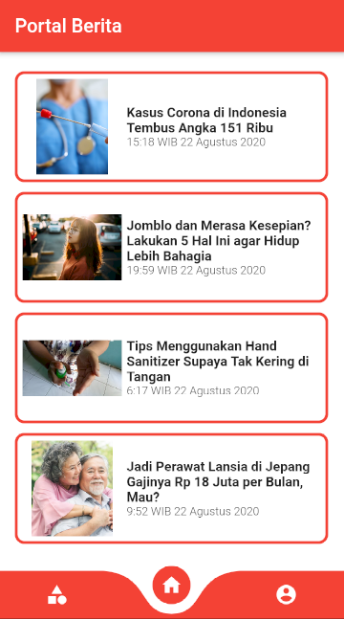 Portal Berita
Kasus Corona di Indonesia
Tembus Angka 151 Ribu
15:18 WIB 22 Agustus 2020
Jomblo dan Merasa Kesepian?
Lakukan 5 Hal Ini agar Hidup
Lebih Bahagia
19:59 WIB 22 Agustus 2020
Tips Menggunakan Hand
Sanitizer Supaya Tak Kering di
Tangan
6:17 WIB 22 Agustus 2020
Jadi Perawat Lansia di Jepang
Gajinya Rp 18 Juta per Bulan,
Mau?
9:52 WIB 22 Agustus 2020